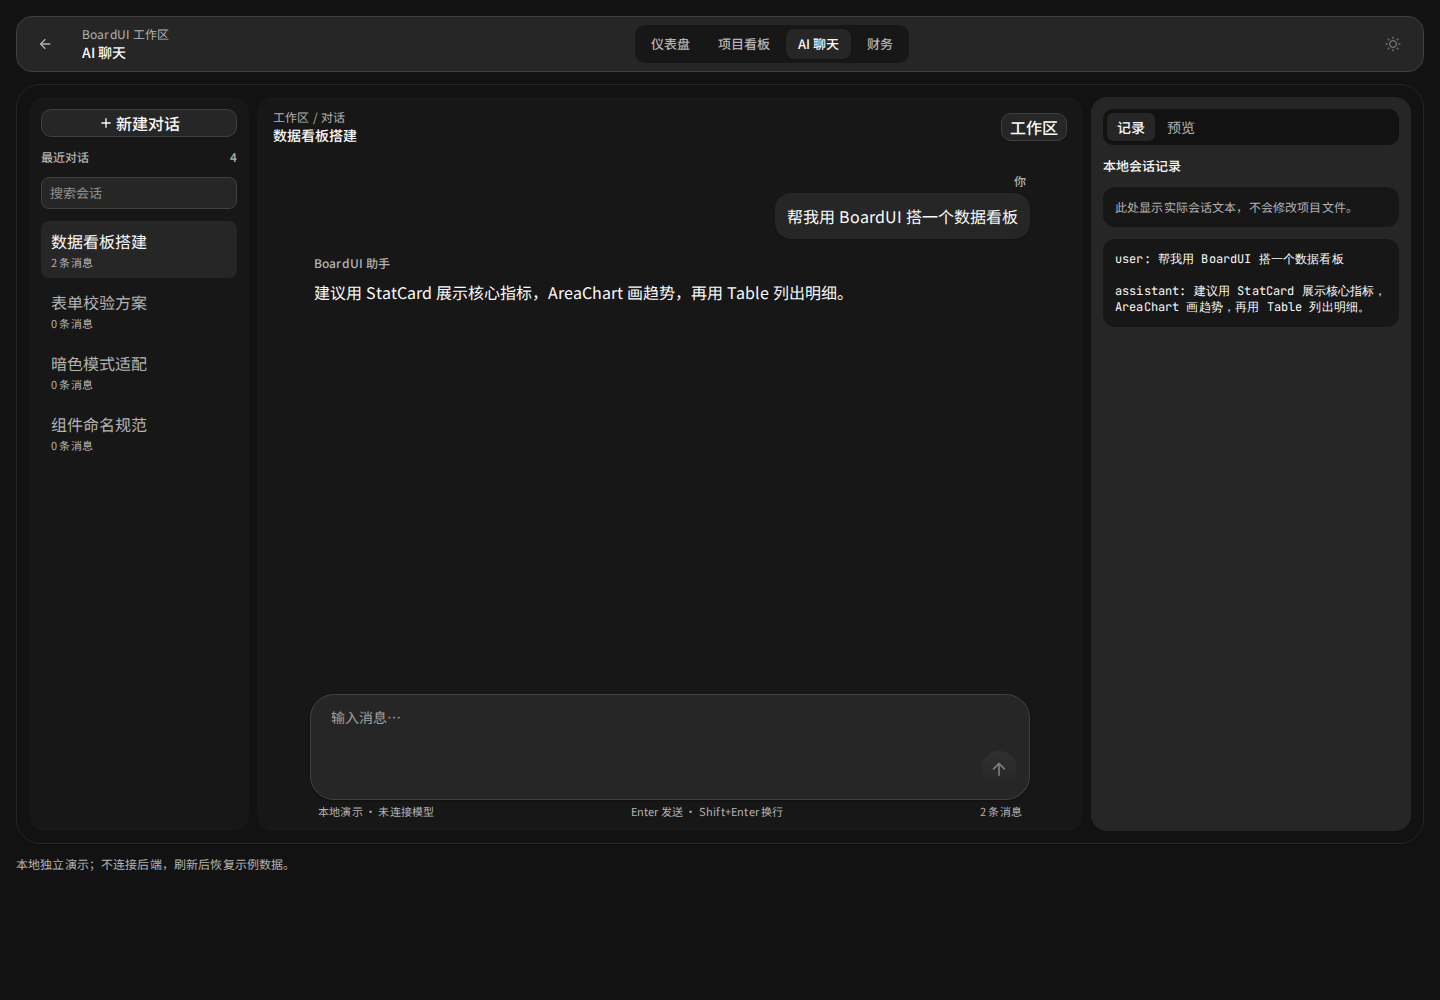 BoardUI 工作区
AI 聊天
仪表盘
项目看板
AI 聊天
财务
+ 新建对话
最近对话
4
搜索会话
数据看板搭建
2 条消息
表单校验方案
0 条消息
暗色模式适配
0 条消息
组件命名规范
0 条消息
工作区 / 对话
数据看板搭建
工作区
你
帮我用 BoardUI 搭一个数据看板
BoardUI 助手
建议用 StatCard 展示核心指标，AreaChart 画趋势，再用 Table 列出明细。
输入消息…
本地演示 · 未连接模型
Enter 发送 · Shift+Enter 换行
2 条消息
记录
预览
本地会话记录
此处显示实际会话文本，不会修改项目文件。
user: 帮我用 BoardUI 搭一个数据看板
assistant: 建议用 StatCard 展示核心指标，
AreaChart 画趋势，再用 Table 列出明细。
本地独立演示；不连接后端，刷新后恢复示例数据。